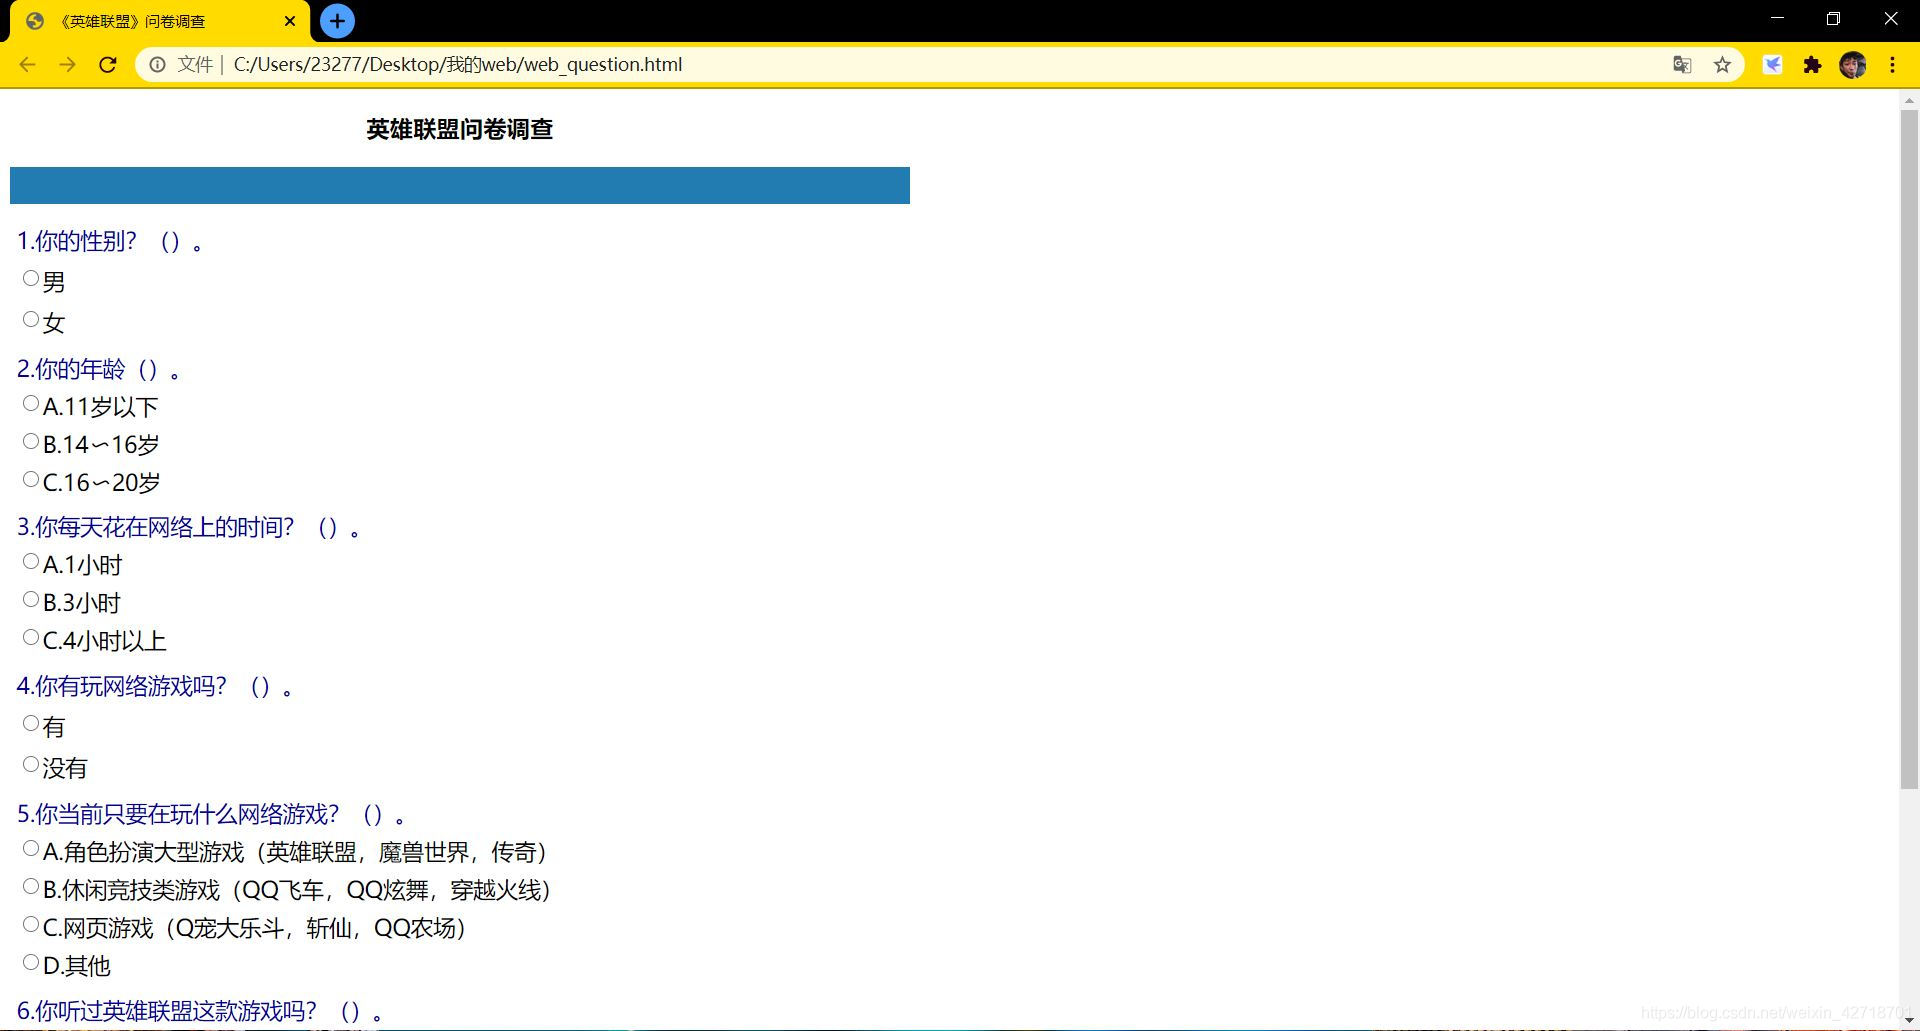 《英雄联盟》问卷调查
文件 | C:/Users/23277/Desktop/我的web/web_question.html
英雄联盟问卷调查
1.你的性别？（）。
男
女
2.你的年龄（）。
A.11岁以下
B.14～16岁
C.16～20岁
3.你每天花在网络上的时间？（）。
A.1小时
B.3小时
C.4小时以上
4.你有玩网络游戏吗？（）。
有
没有
5.你当前只要在玩什么网络游戏？（）。
A.角色扮演大型游戏（英雄联盟，魔兽世界，传奇）
B.休闲竞技类游戏（QQ飞车，QQ炫舞，穿越火线）
C.网页游戏（Q宠大乐斗，斩仙，QQ农场）
D.其他
6.你听过英雄联盟这款游戏吗？（）。
https://blog.csdn.net/weixin_42718701